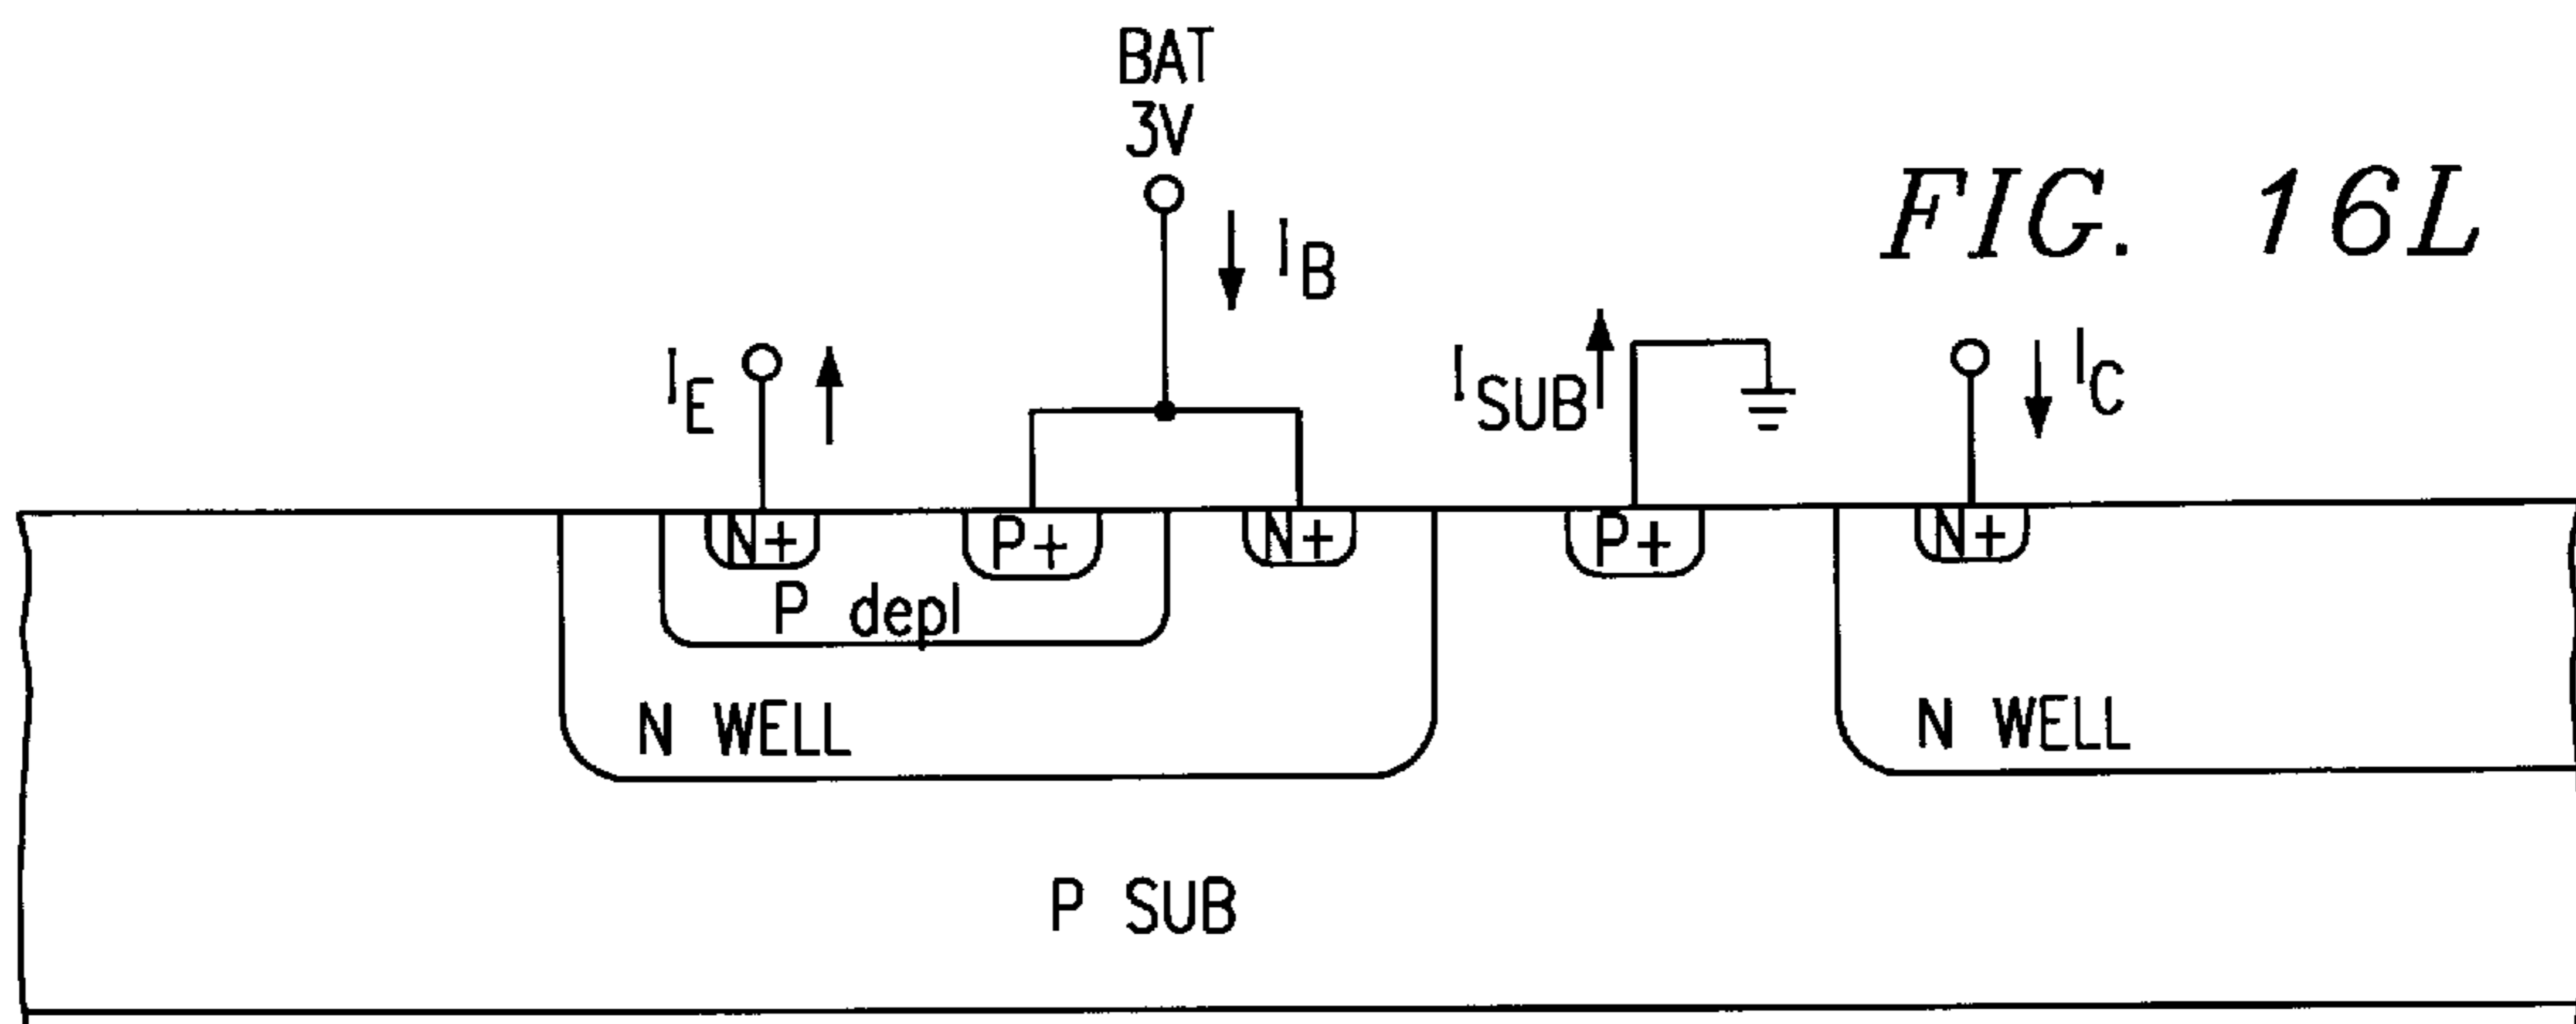 BAT
3V
FIG. 16L
I_B
I_E
I_SUB
I_C
N+
P+
N+
P+
N+
P depl
N WELL
N WELL
P SUB